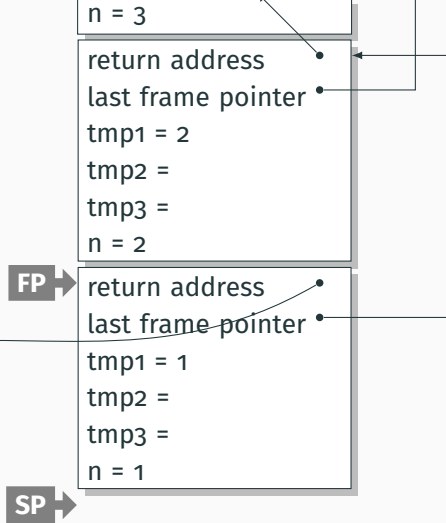 n = 3
return address
last frame pointer
tmp1 = 2
tmp2 =
tmp3 =
n = 2
FP
return address
last frame pointer
tmp1 = 1
tmp2 =
tmp3 =
n = 1
SP